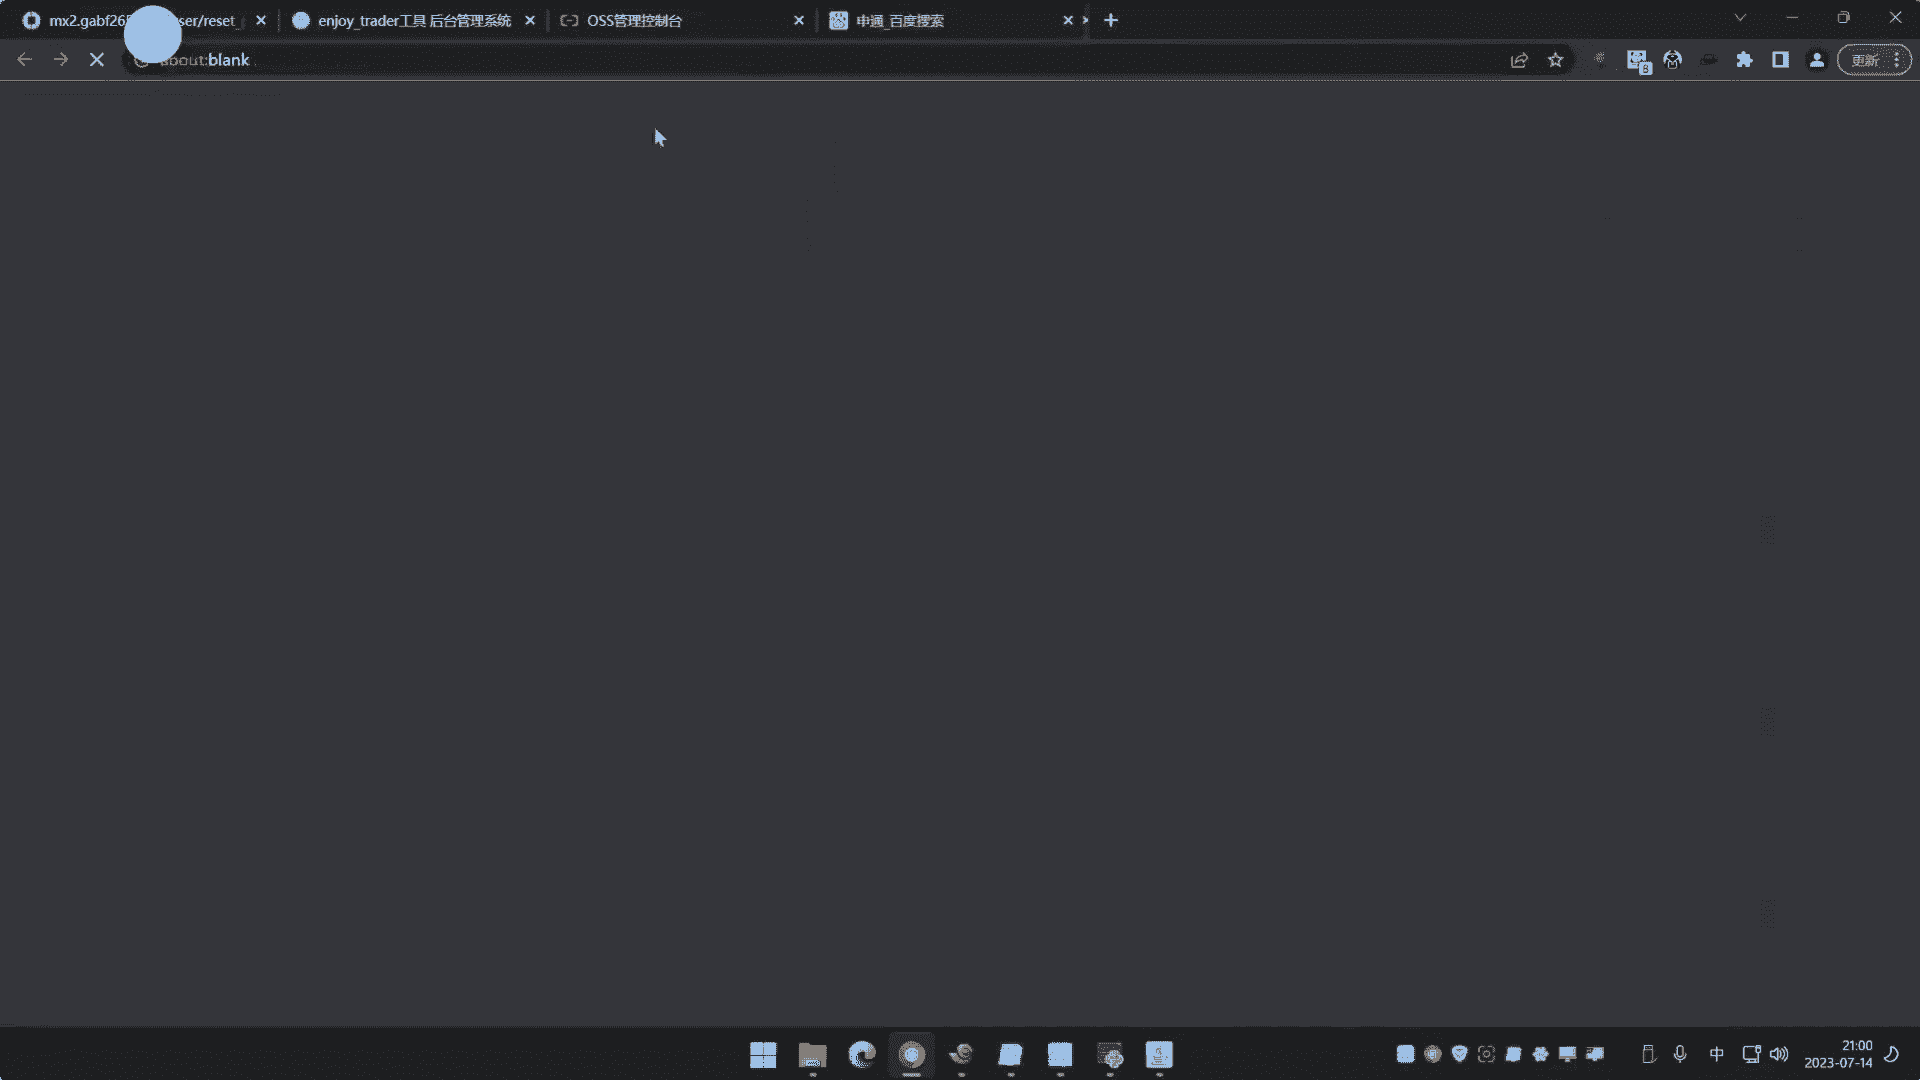 mx2.gabf26 ser/reset_
enjoy_trader工具 后台管理系统
OSS管理控制台
申通_百度搜索
about:blank
8
更新
中
21:00
2023-07-14